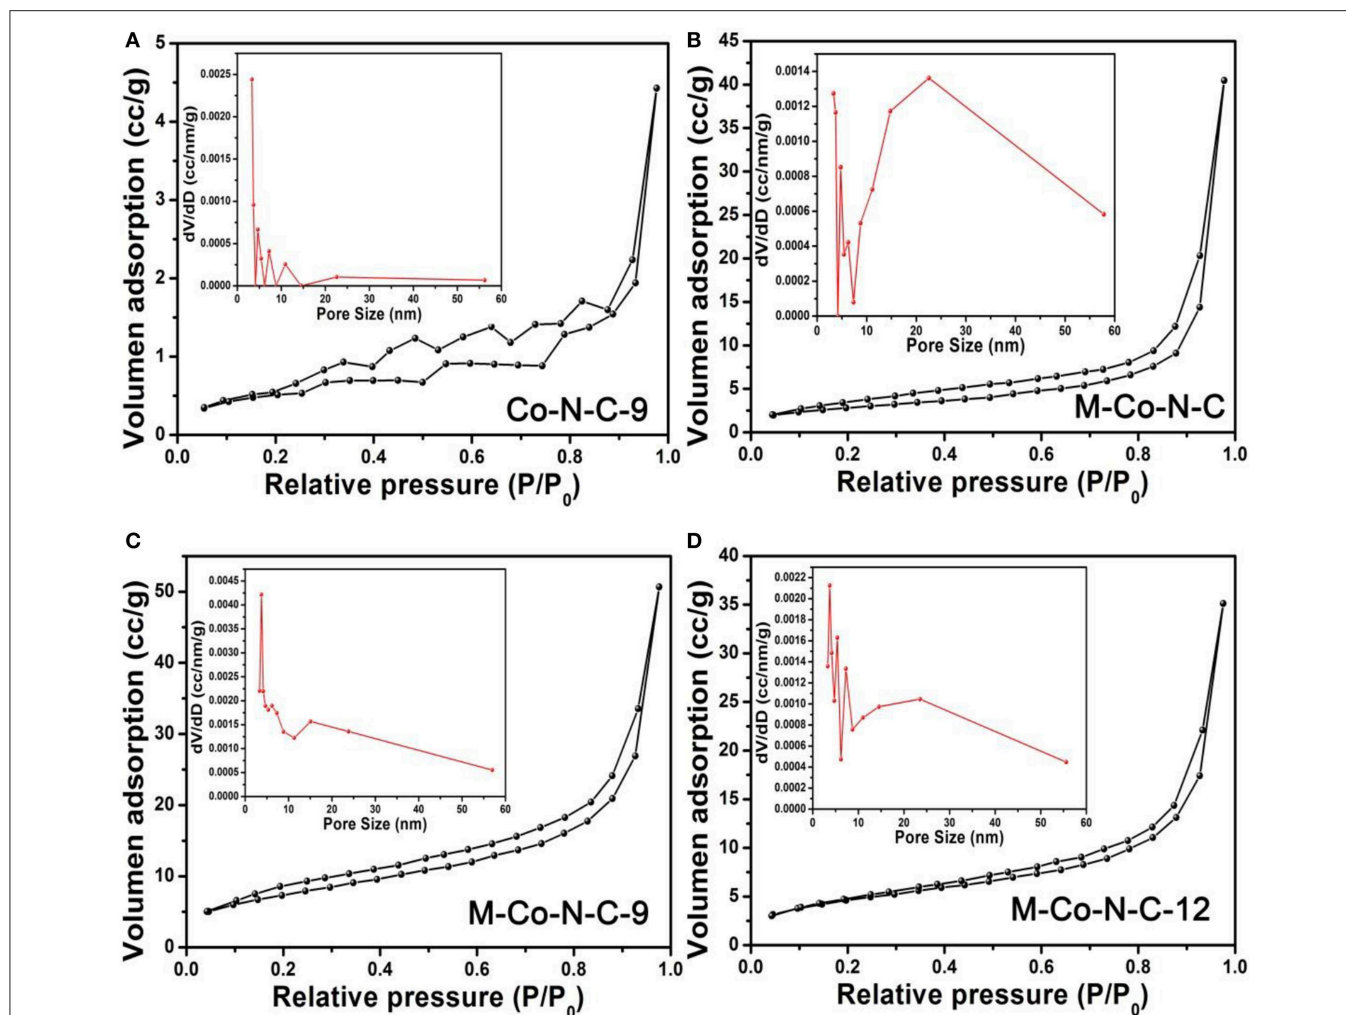 A
Volumen adsorption (cc/g)
5
4
3
2
1
0
0.0 0.2 0.4 0.6 0.8 1.0
Relative pressure (P/P0)
Co-N-C-9
dV/dD (cc/nm/g)
0.0025
0.0020
0.0015
0.0010
0.0005
0.0000
0 10 20 30 40 50 60
Pore Size (nm)
B
Volumen adsorption (cc/g)
45
40
35
30
25
20
15
10
5
0
0.0 0.2 0.4 0.6 0.8 1.0
Relative pressure (P/P0)
M-Co-N-C
dV/dD (cc/nm/g)
0.0014
0.0012
0.0010
0.0008
0.0006
0.0004
0.0002
0.0000
0 10 20 30 40 50 60
Pore Size (nm)
C
Volumen adsorption (cc/g)
50
40
30
20
10
0
0.0 0.2 0.4 0.6 0.8 1.0
Relative pressure (P/P0)
M-Co-N-C-9
dV/dD (cc/nm/g)
0.0045
0.0040
0.0035
0.0030
0.0025
0.0020
0.0015
0.0010
0.0005
0.0000
0 10 20 30 40 50 60
Pore Size (nm)
D
Volumen adsorption (cc/g)
40
35
30
25
20
15
10
5
0
0.0 0.2 0.4 0.6 0.8 1.0
Relative pressure (P/P0)
M-Co-N-C-12
dV/dD (cc/nm/g)
0.0022
0.0020
0.0018
0.0016
0.0014
0.0012
0.0010
0.0008
0.0006
0.0004
0.0002
0.0000
0 10 20 30 40 50 60
Pore Size (nm)